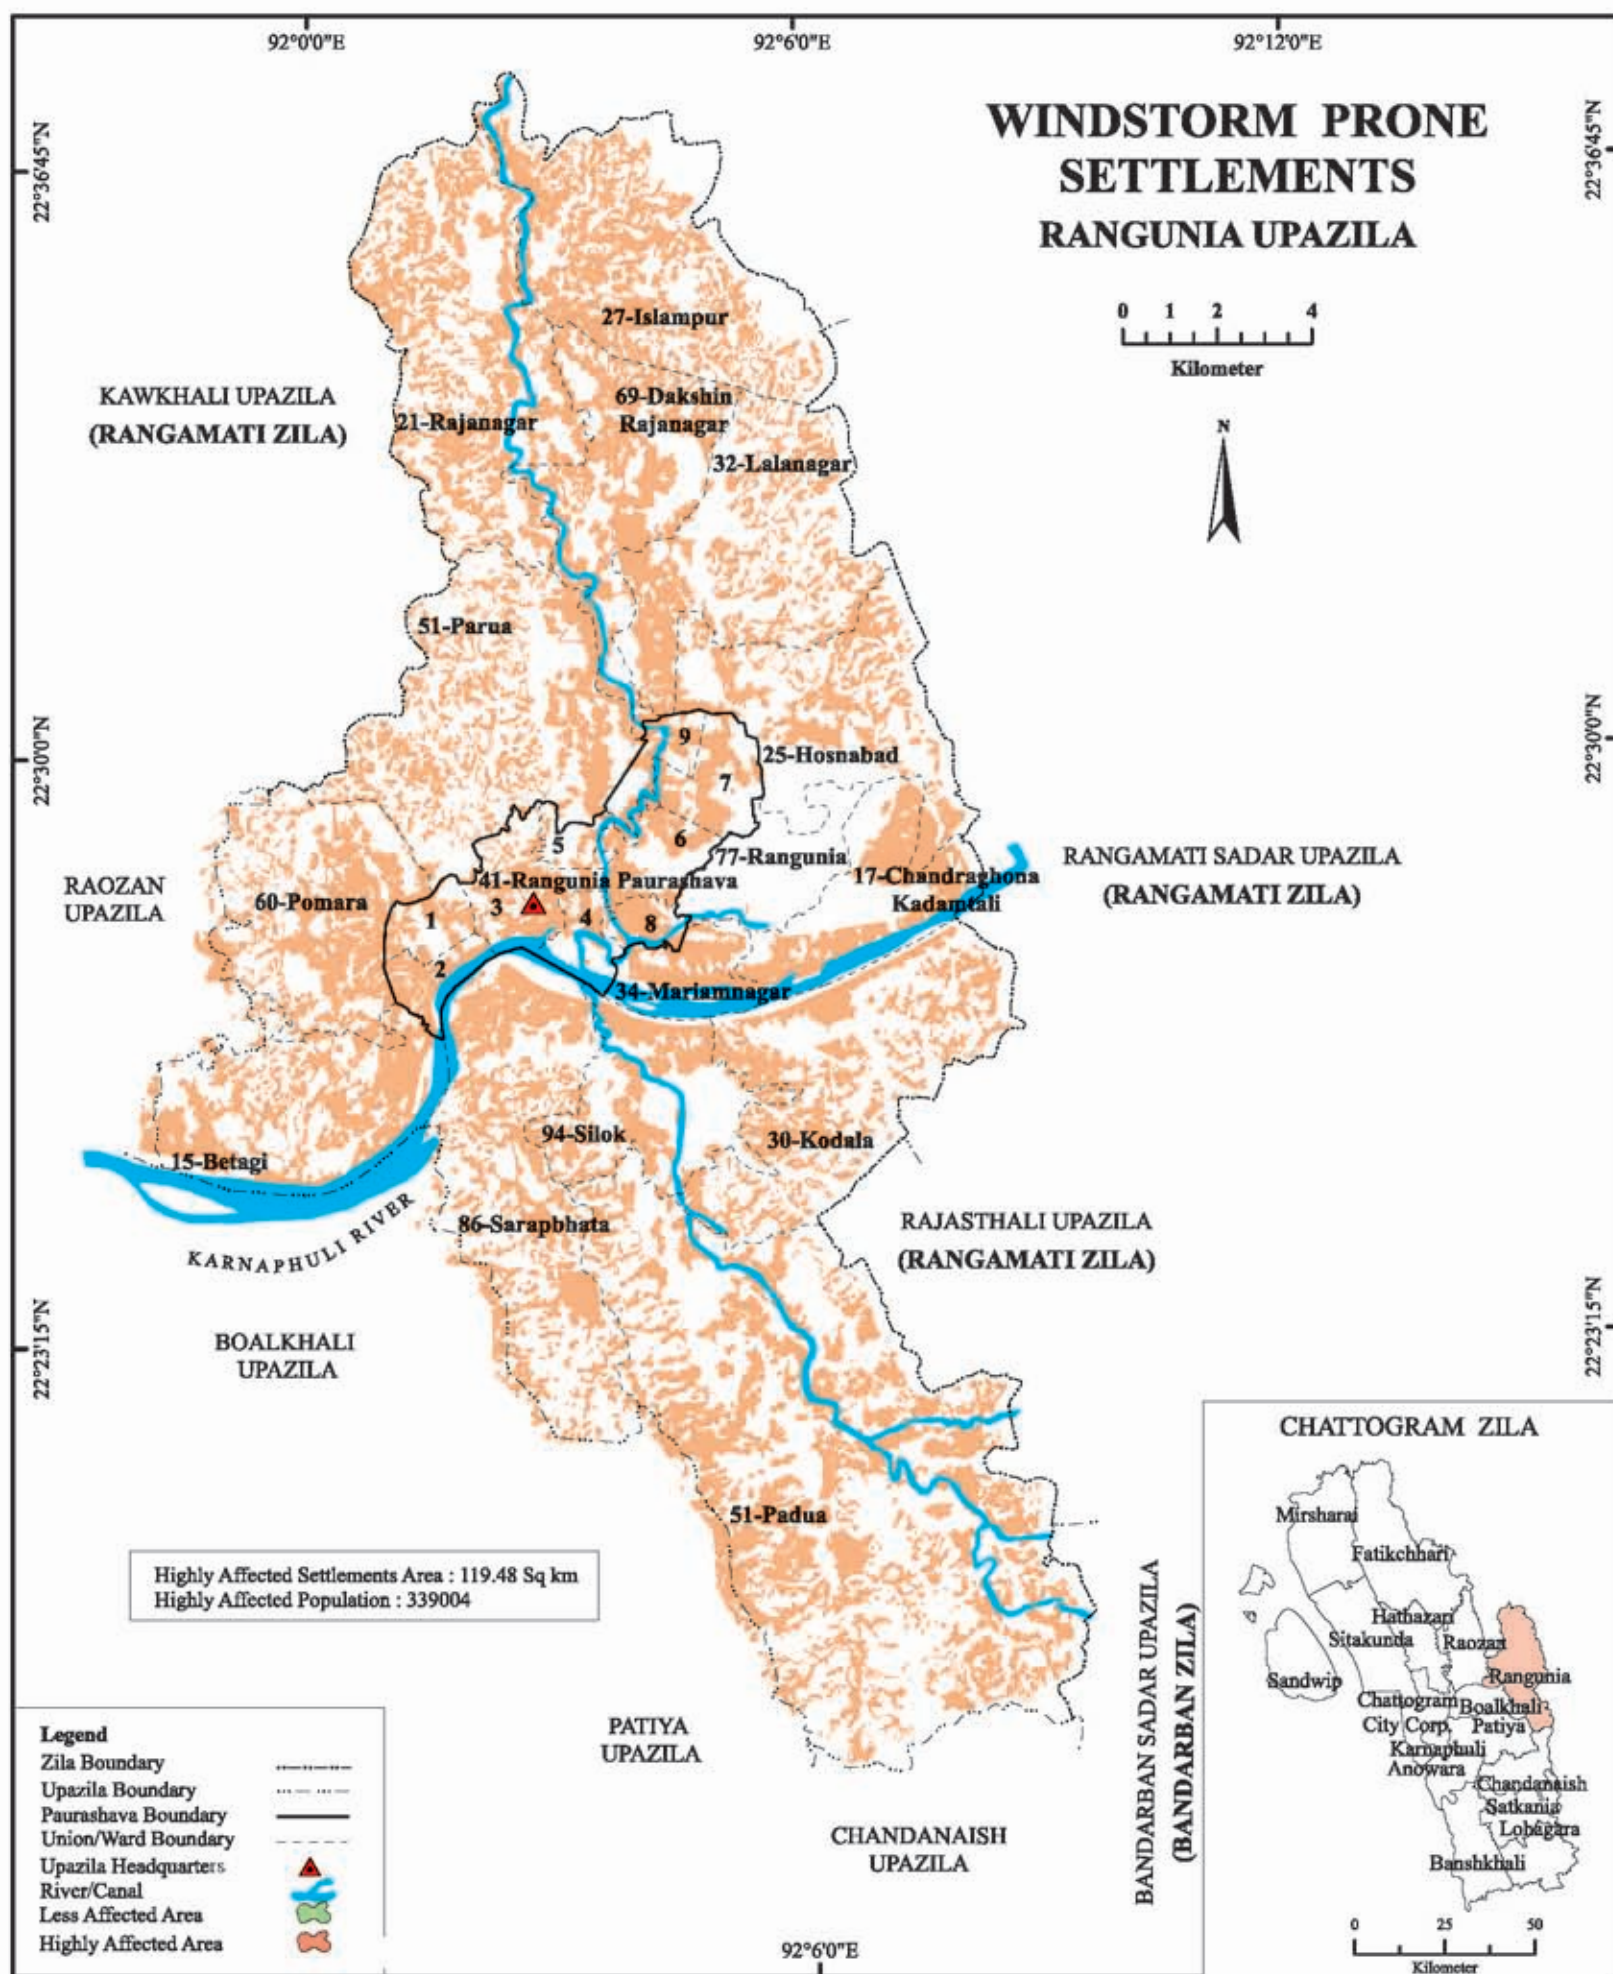 92°0'0"E
92°6'0"E
92°12'0"E
WINDSTORM PRONE
SETTLEMENTS
RANGUNIA UPAZILA
22°36'45"N
22°36'45"N
0 1 2 4
Kilometer
N
27-Islampur
KAWKHALI UPAZILA
(RANGAMATI ZILA)
69-Dakshin
Rajanagar
21-Rajanagar
32-Lalanagar
51-Parua
22°30'0"N
22°30'0"N
9
25-Hosnabad
7
6
5
77-Rangunia
RANGAMATI SADAR UPAZILA
(RANGAMATI ZILA)
RAOZAN
UPAZILA
41-Rangunia Paurashava
17-Chandraghona
Kadamtali
60-Pomara
1
3
4
8
2
34-Mariamnagar
94-Silok
30-Kodala
15-Betagi
KARNAPHULI RIVER
86-Sarapbhata
RAJASTHALI UPAZILA
(RANGAMATI ZILA)
22°23'15"N
22°23'15"N
BOALKHALI
UPAZILA
51-Padua
Highly Affected Settlements Area : 119.48 Sq km
Highly Affected Population : 339004
PATIYA
UPAZILA
CHANDANAISH
UPAZILA
BANDARBAN SADAR UPAZILA
(BANDARBAN ZILA)
92°6'0"E
Legend
Zila Boundary
Upazila Boundary
Paurashava Boundary
Union/Ward Boundary
Upazila Headquarters
River/Canal
Less Affected Area
Highly Affected Area
CHATTOGRAM ZILA
Mirsharai
Fatikchhari
Hathazari
Sitakunda
Raozan
Sandwip
Rangunia
Chattogram
City Corp.
Boalkhali
Patiya
Karnaphuli
Anowara
Chandanaish
Satkania
Lohagara
Banshkhali
0 25 50
Kilometer